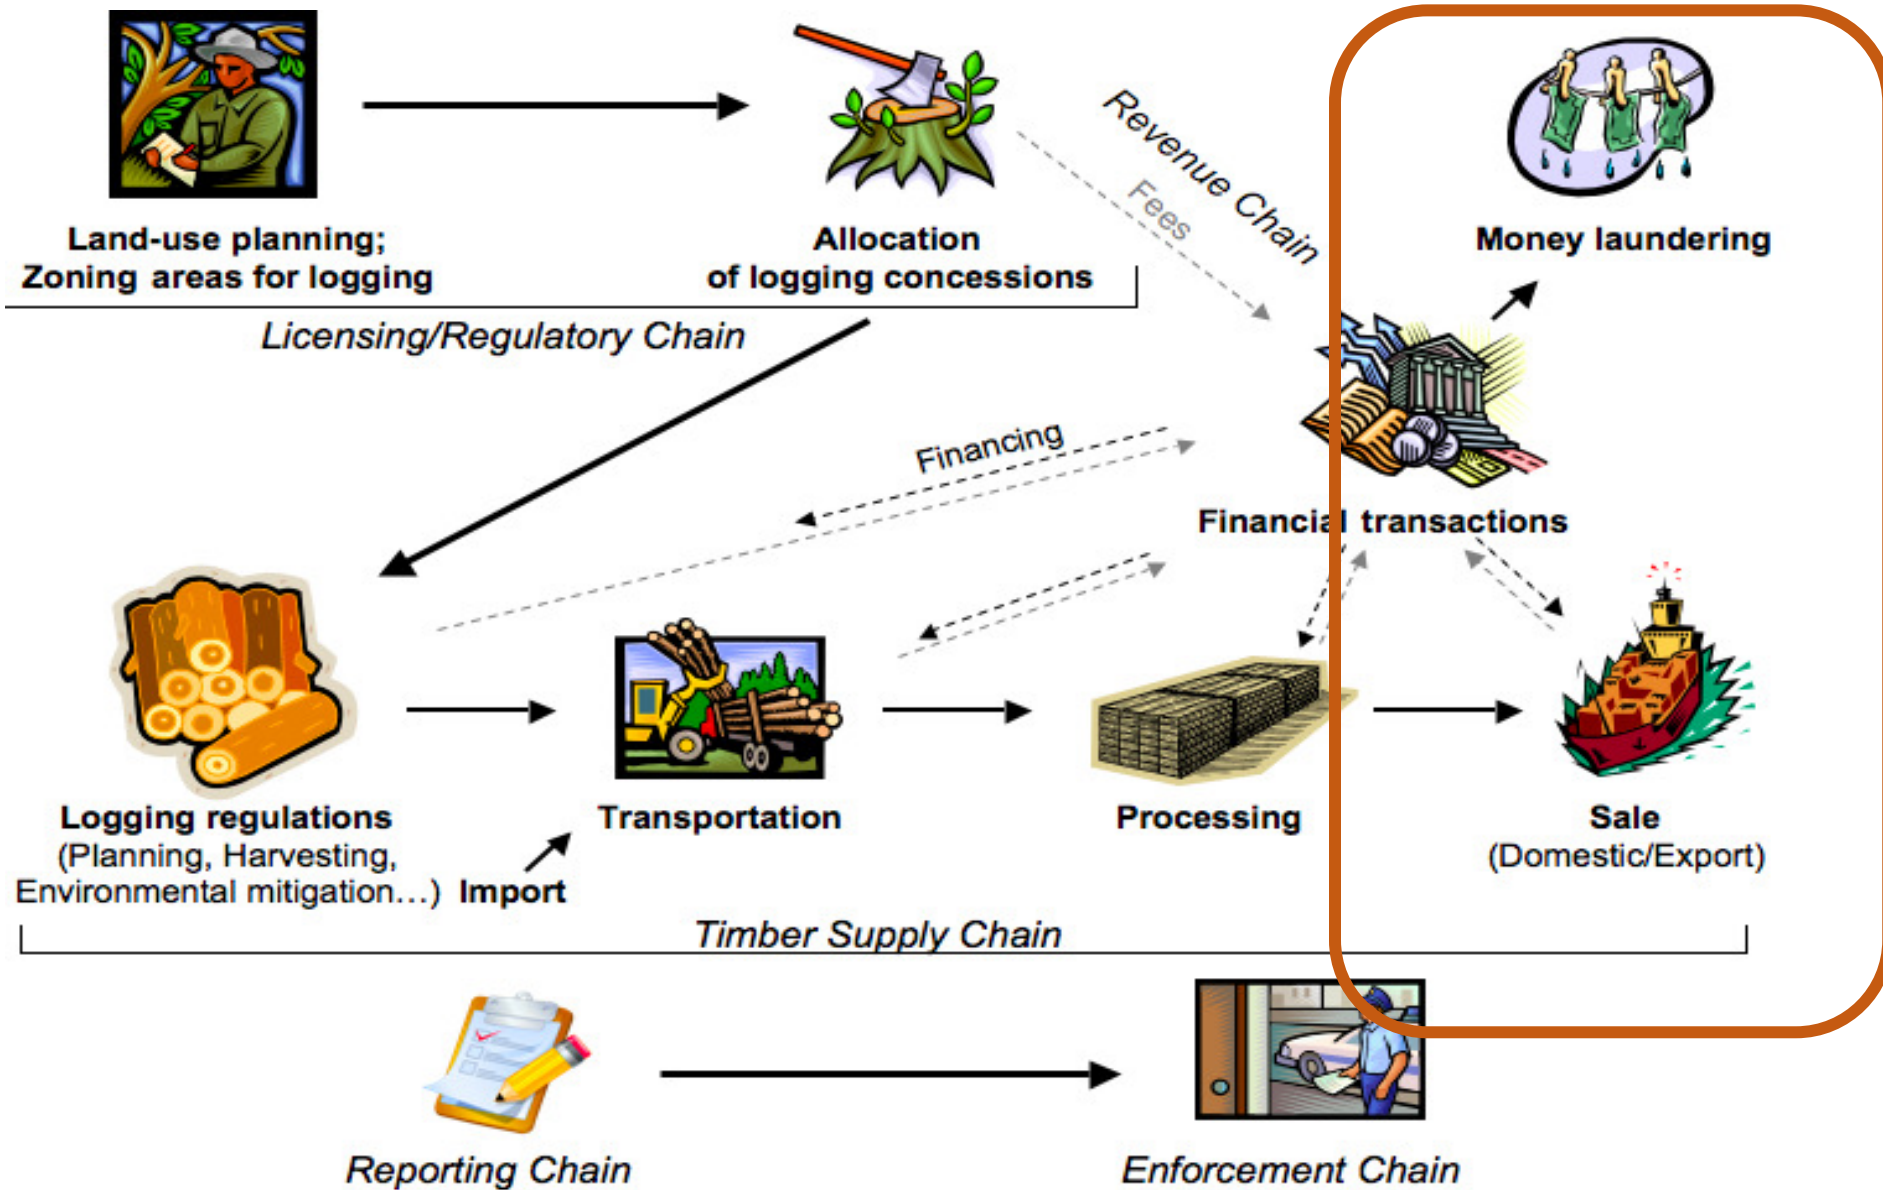 Land-use planning;
Zoning areas for logging
Allocation
of logging concessions
Licensing/Regulatory Chain
Revenue Chain
Fees
Money laundering
Financing
Financial transactions
Logging regulations
(Planning, Harvesting,
Environmental mitigation…)
Import
Transportation
Processing
Sale
(Domestic/Export)
Timber Supply Chain
Reporting Chain
Enforcement Chain